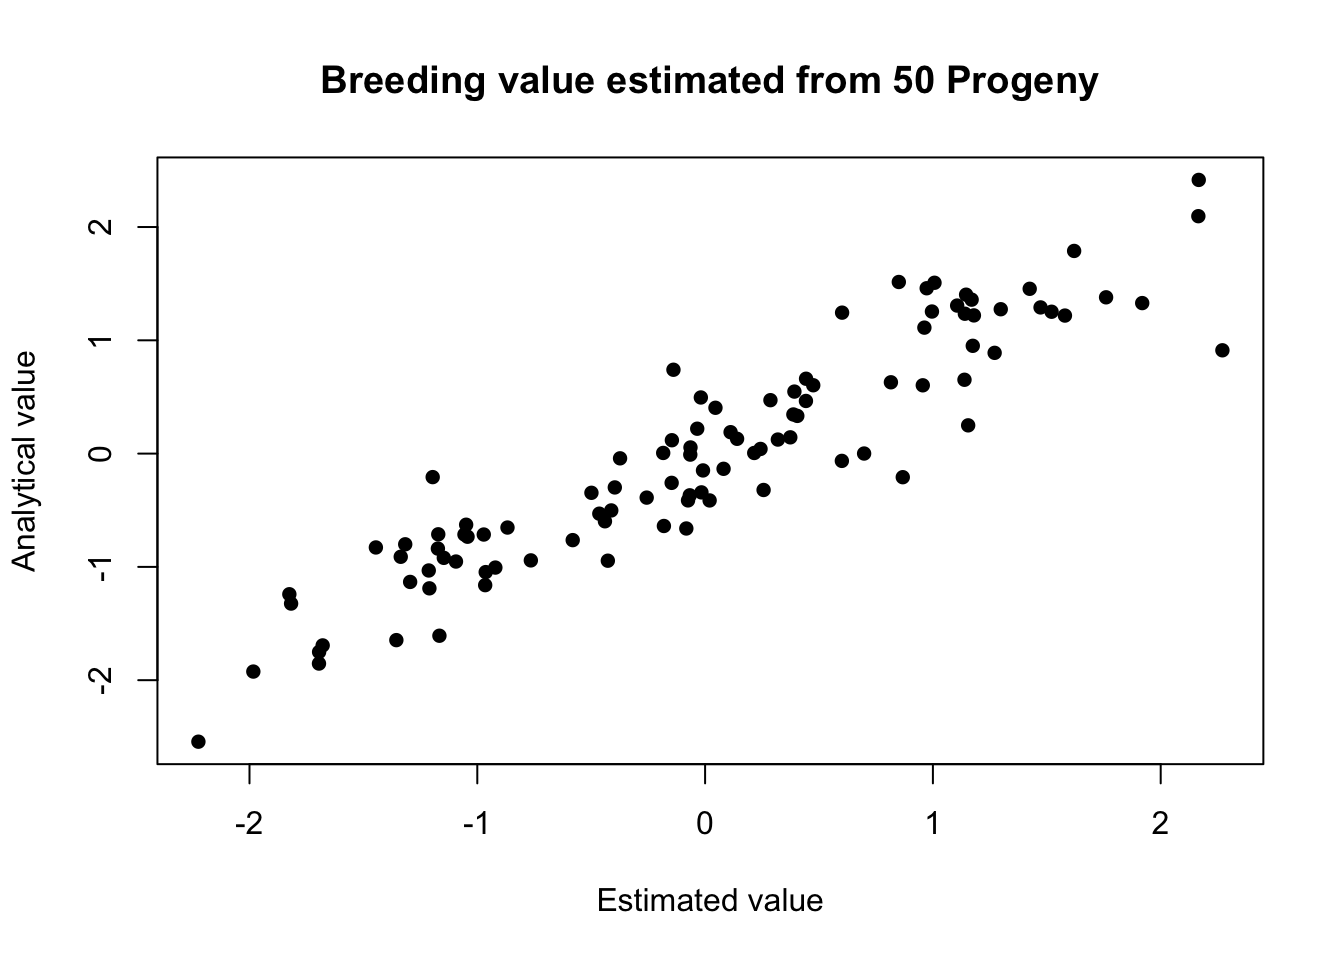 Breeding value estimated from 50 Progeny
Analytical value
2
1
0
-1
-2
-2 -1 0 1 2
Estimated value